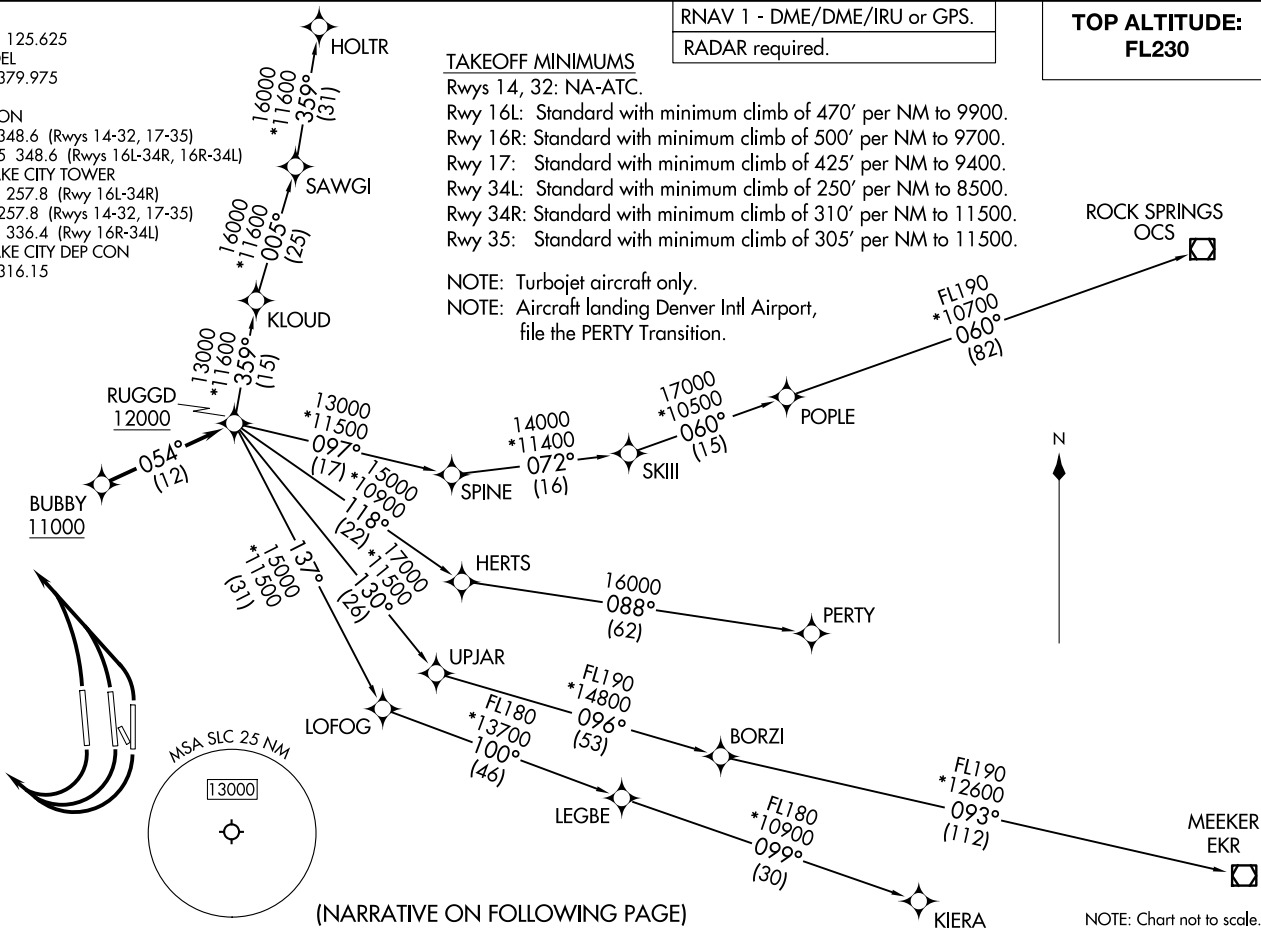 125.625
EL
379.975
ON
348.6 (Rwys 14-32, 17-35)
5 348.6 (Rwys 16L-34R, 16R-34L)
AKE CITY TOWER
257.8 (Rwy 16L-34R)
257.8 (Rwys 14-32, 17-35)
336.4 (Rwy 16R-34L)
AKE CITY DEP CON
316.15
RNAV 1 - DME/DME/IRU or GPS.
RADAR required.
TOP ALTITUDE:
FL230
TAKEOFF MINIMUMS
Rwys 14, 32: NA-ATC.
Rwy 16L: Standard with minimum climb of 470' per NM to 9900.
Rwy 16R: Standard with minimum climb of 500' per NM to 9700.
Rwy 17: Standard with minimum climb of 425' per NM to 9400.
Rwy 34L: Standard with minimum climb of 250' per NM to 8500.
Rwy 34R: Standard with minimum climb of 310' per NM to 11500.
Rwy 35: Standard with minimum climb of 305' per NM to 11500.
NOTE: Turbojet aircraft only.
NOTE: Aircraft landing Denver Intl Airport,
file the PERTY Transition.
HOLTR
16000
*11600
359°
(31)
SAWGI
16000
*11600
005°
(25)
KLOUD
13000
*11600
359°
(15)
RUGGD
12000
054°
(12)
BUBBY
11000
13000
*11500
097°
(17)
SPINE
14000
*11400
072°
(16)
SKIII
17000
*10500
060°
(15)
POPLE
FL190
*10700
060°
(82)
ROCK SPRINGS
OCS
N
15000
*10900
118°
(22)
HERTS
16000
088°
(62)
PERTY
17000
*11500
130°
(26)
UPJAR
FL190
*14800
096°
(53)
BORZI
FL190
*12600
093°
(112)
MEEKER
EKR
137°
*15000
11500
(31)
LOFOG
FL180
*13700
100°
(46)
LEGBE
FL180
*10900
099°
(30)
KIERA
MSA SLC 25 NM
13000
(NARRATIVE ON FOLLOWING PAGE)
NOTE: Chart not to scale.